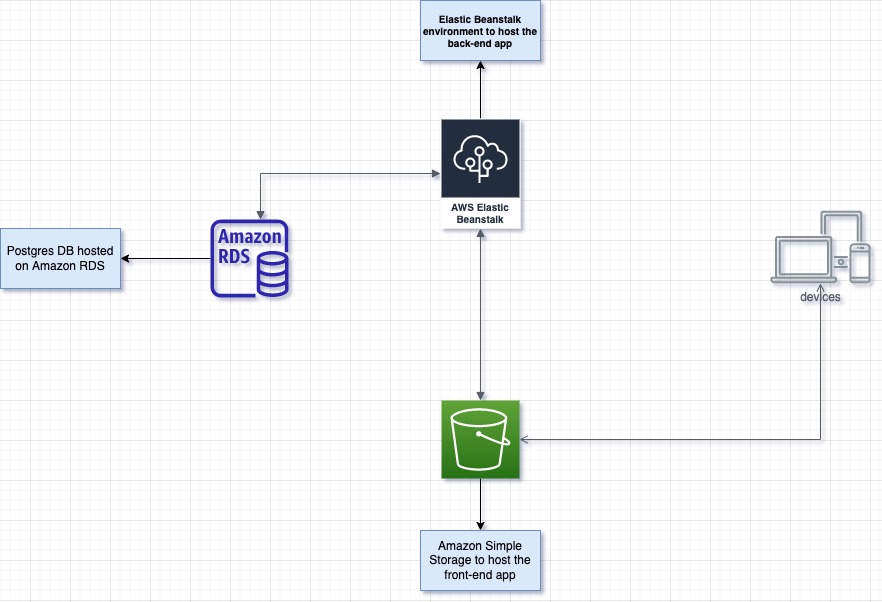 Elastic Beanstalk
environment to host the
back-end app
AWS Elastic
Beanstalk
Amazon
RDS
Postgres DB hosted
on Amazon RDS
devices
Amazon Simple
Storage to host the
front-end app